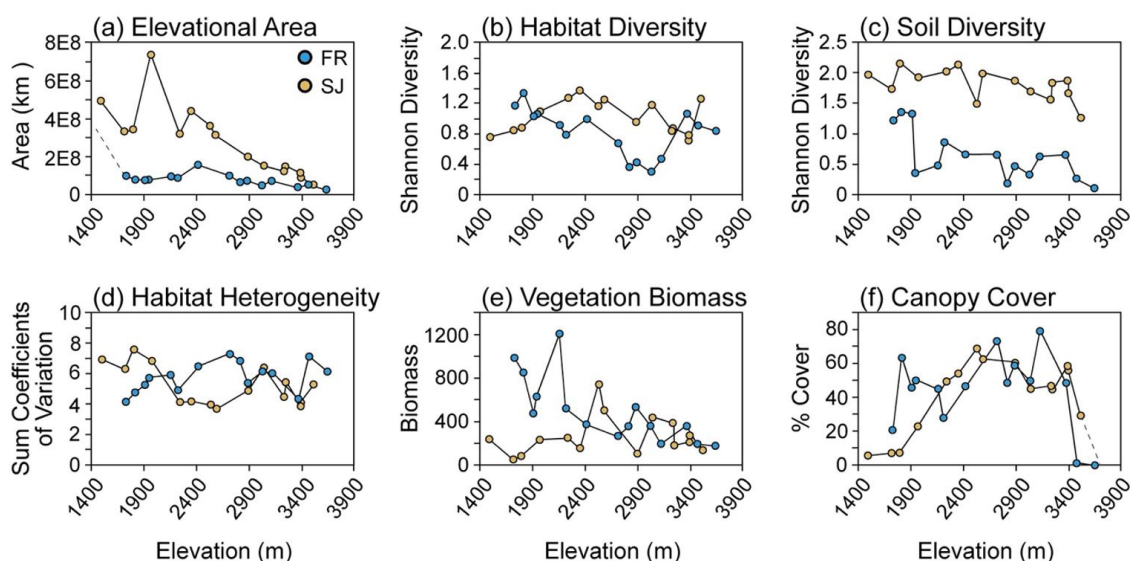 (a) Elevational Area
8E8
6E8
4E8
2E8
0
Area (km )
FR
SJ
1400
1900
2400
2900
3400
3900
(b) Habitat Diversity
2.0
1.6
1.2
0.8
0.4
0
Shannon Diversity
1400
1900
2400
2900
3400
3900
(c) Soil Diversity
2.5
2.0
1.5
1.0
0.5
0
Shannon Diversity
1400
1900
2400
2900
3400
3900
(d) Habitat Heterogeneity
10
8
6
4
2
0
Sum Coefficients
of Variation
1400
1900
2400
2900
3400
3900
Elevation (m)
(e) Vegetation Biomass
1200
800
400
0
Biomass
1400
1900
2400
2900
3400
3900
Elevation (m)
(f) Canopy Cover
80
60
40
20
0
% Cover
1400
1900
2400
2900
3400
3900
Elevation (m)